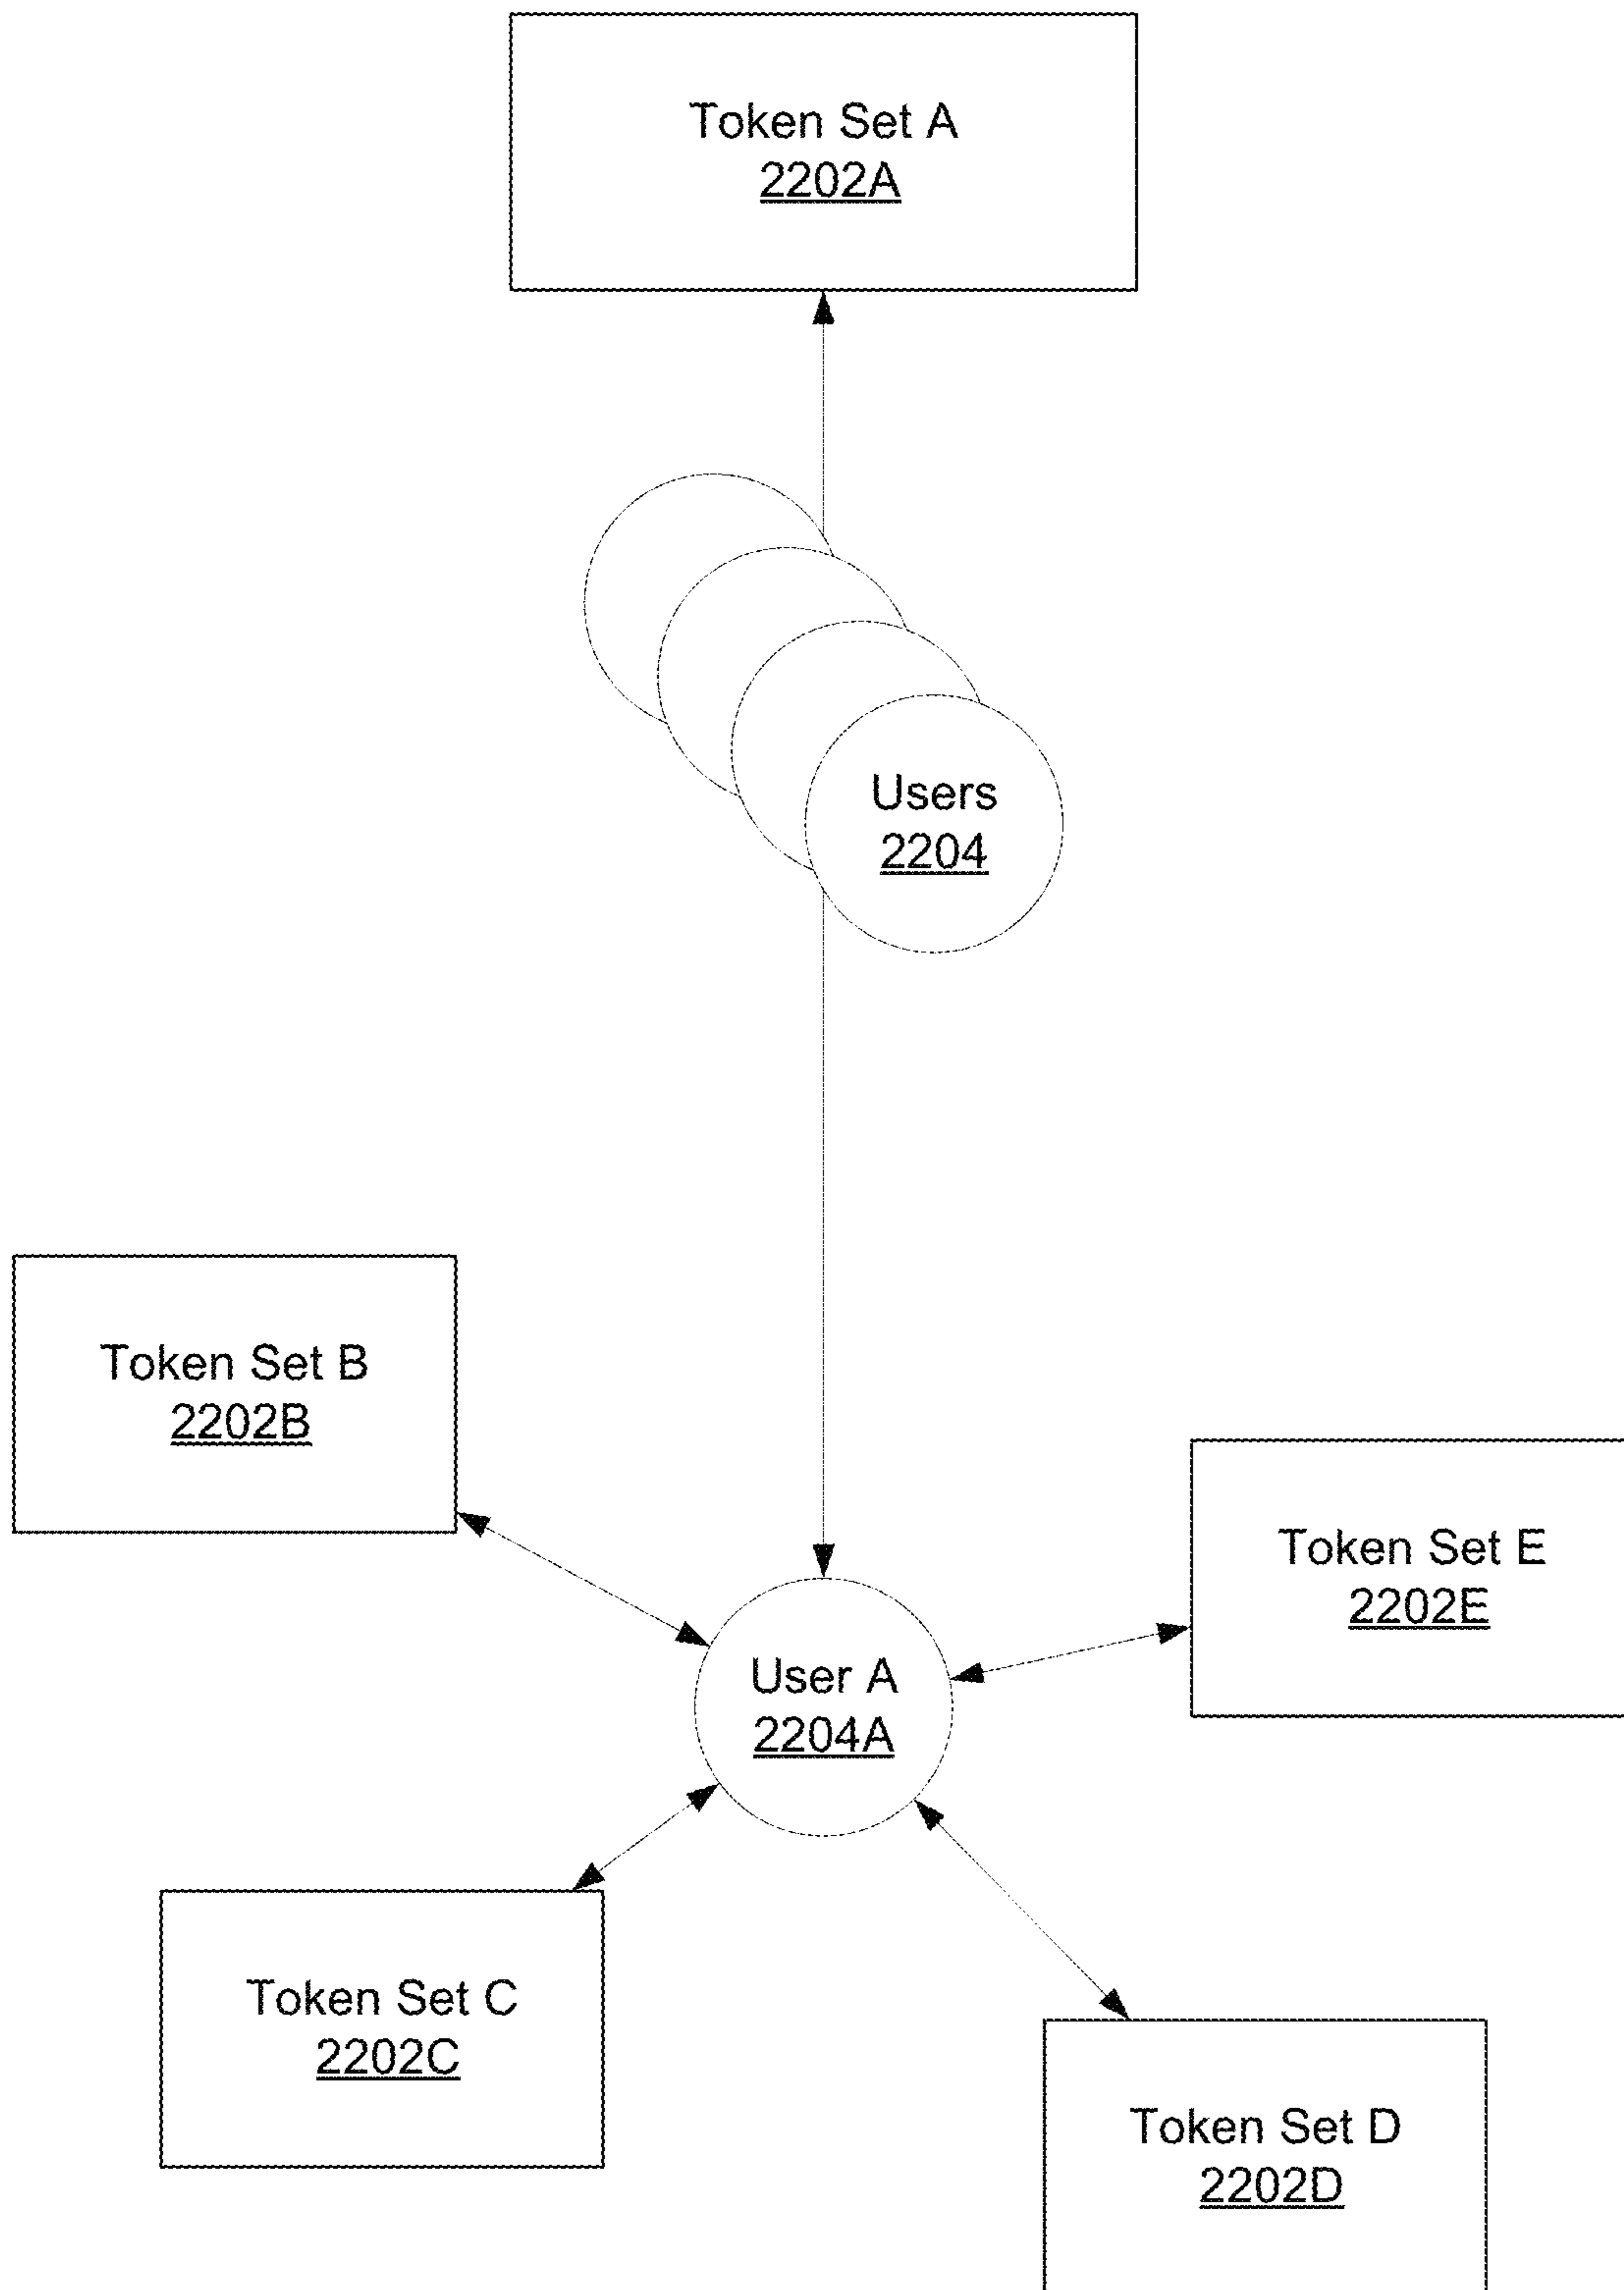 Token Set A
2202A
Users
2204
Token Set B
2202B
Token Set E
2202E
User A
2204A
Token Set C
2202C
Token Set D
2202D